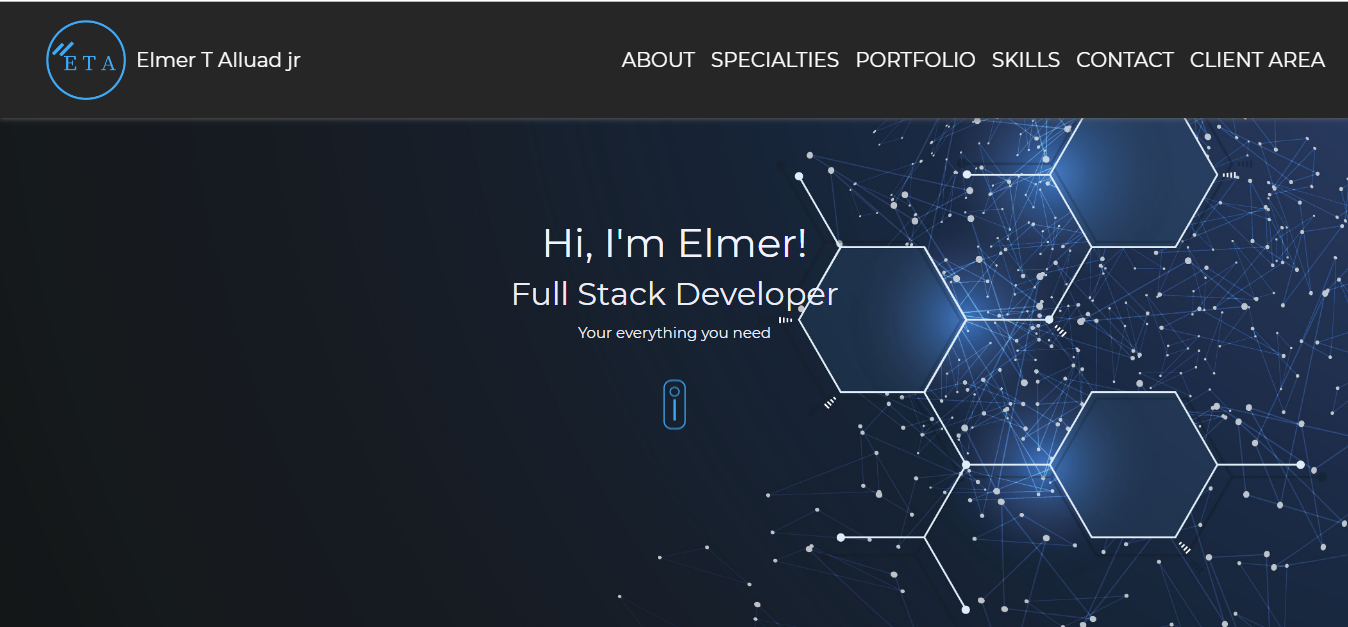 ETA
Elmer T Alluad jr
ABOUT SPECIALTIES PORTFOLIO SKILLS CONTACT CLIENT AREA
Hi, I'm Elmer!
Full Stack Developer
Your everything you need